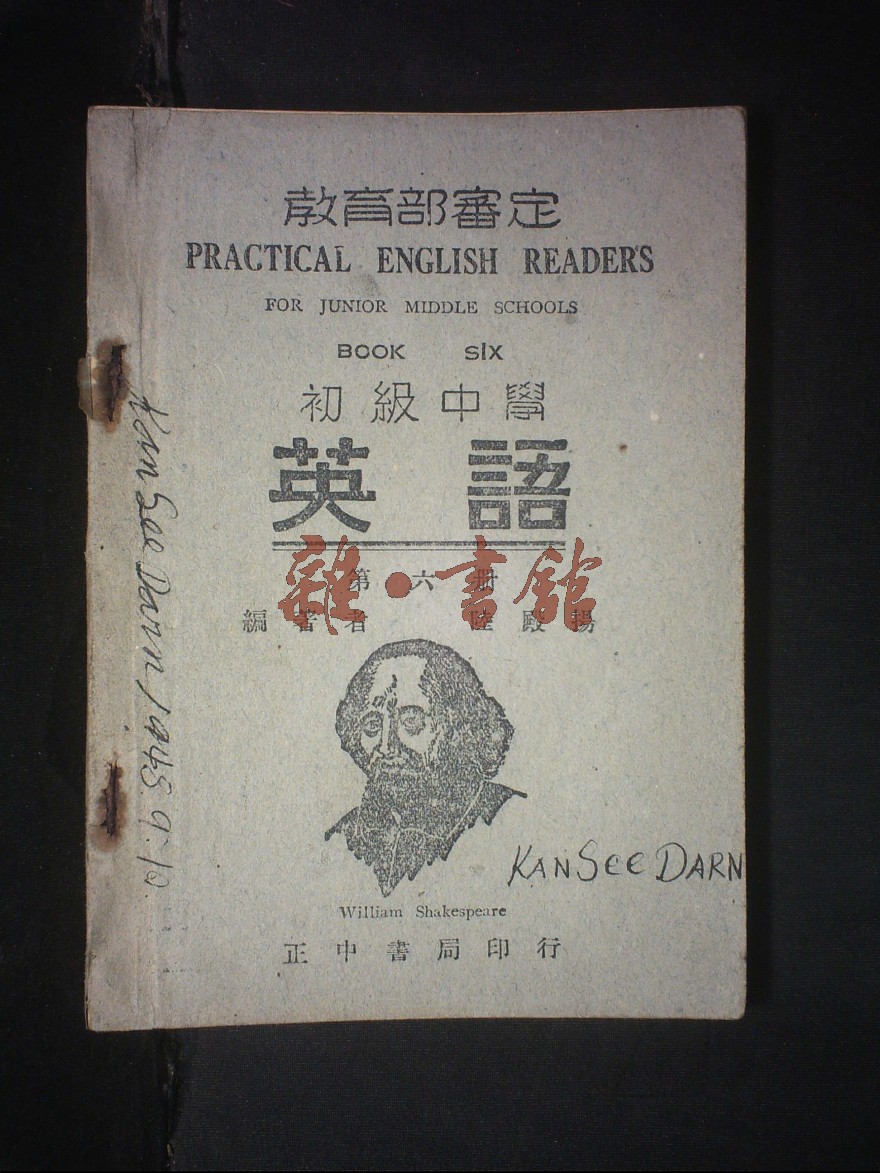 教育部審定
PRACTICAL ENGLISH READERS
FOR JUNIOR MIDDLE SCHOOLS
BOOK SIX
初級中學
英語
第六册
編著者 陸殿揚
雜·書館
William Shakespeare
正中書局印行
KAN SEE DARN
Kan See Darn 1948.9.10.